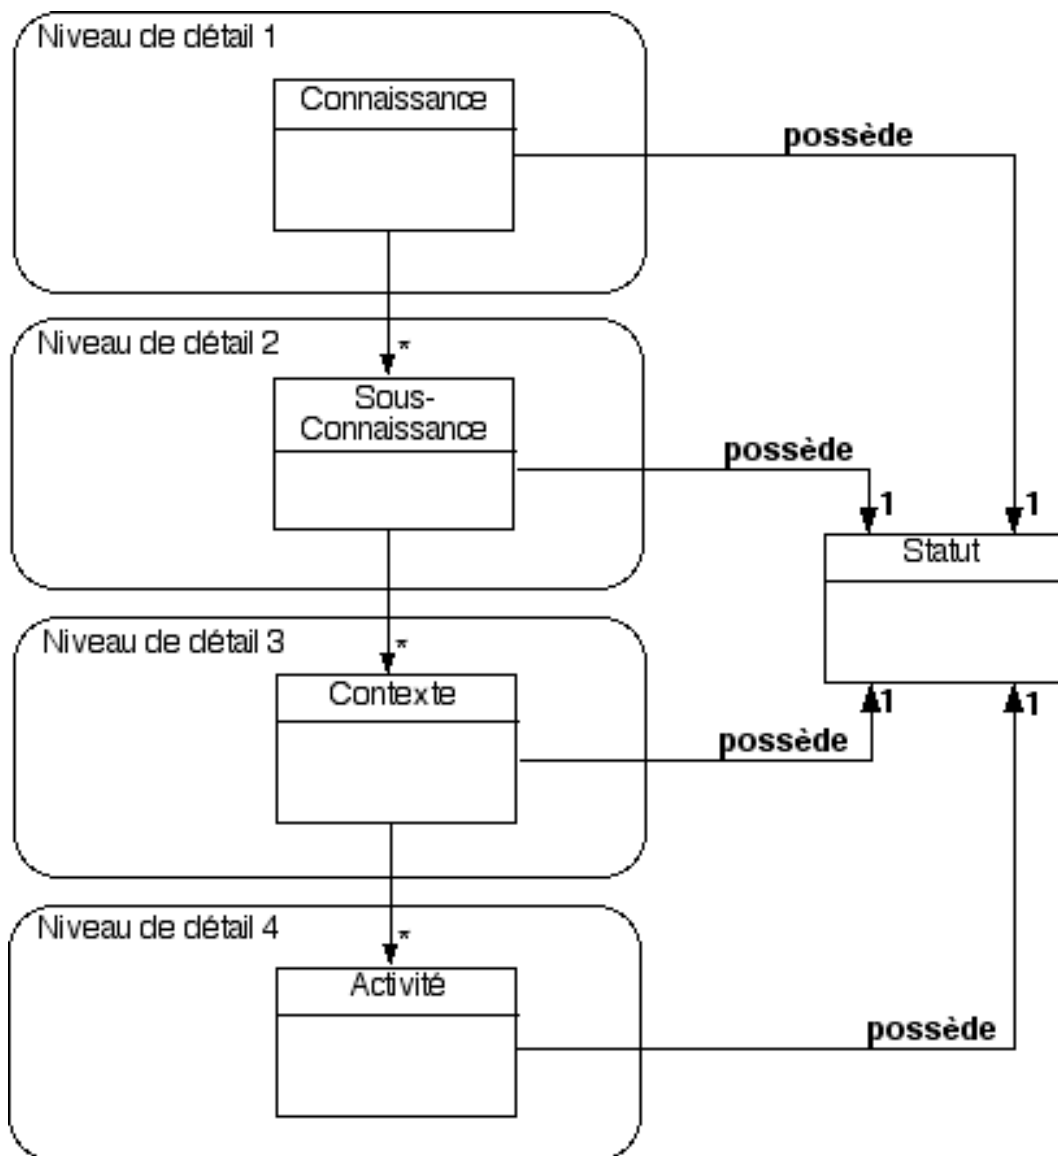 Niveau de détail 1
Connaissance
possède
Niveau de détail 2
*
Sous-
Connaissance
possède
1
1
Statut
Niveau de détail 3
*
Contexte
1
1
possède
Niveau de détail 4
*
Activité
possède